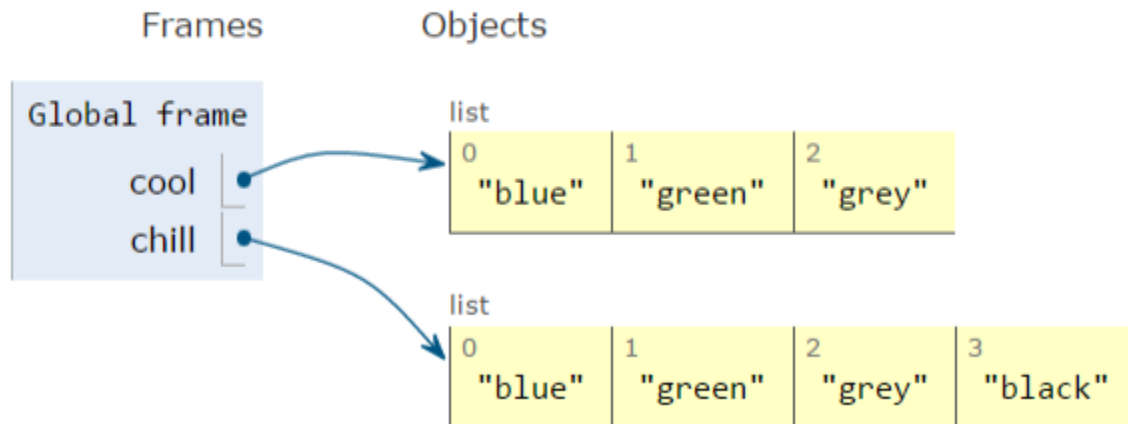 Frames Objects
Global frame
cool
chill
list
0 1 2
"blue" "green" "grey"
list
0 1 2 3
"blue" "green" "grey" "black"